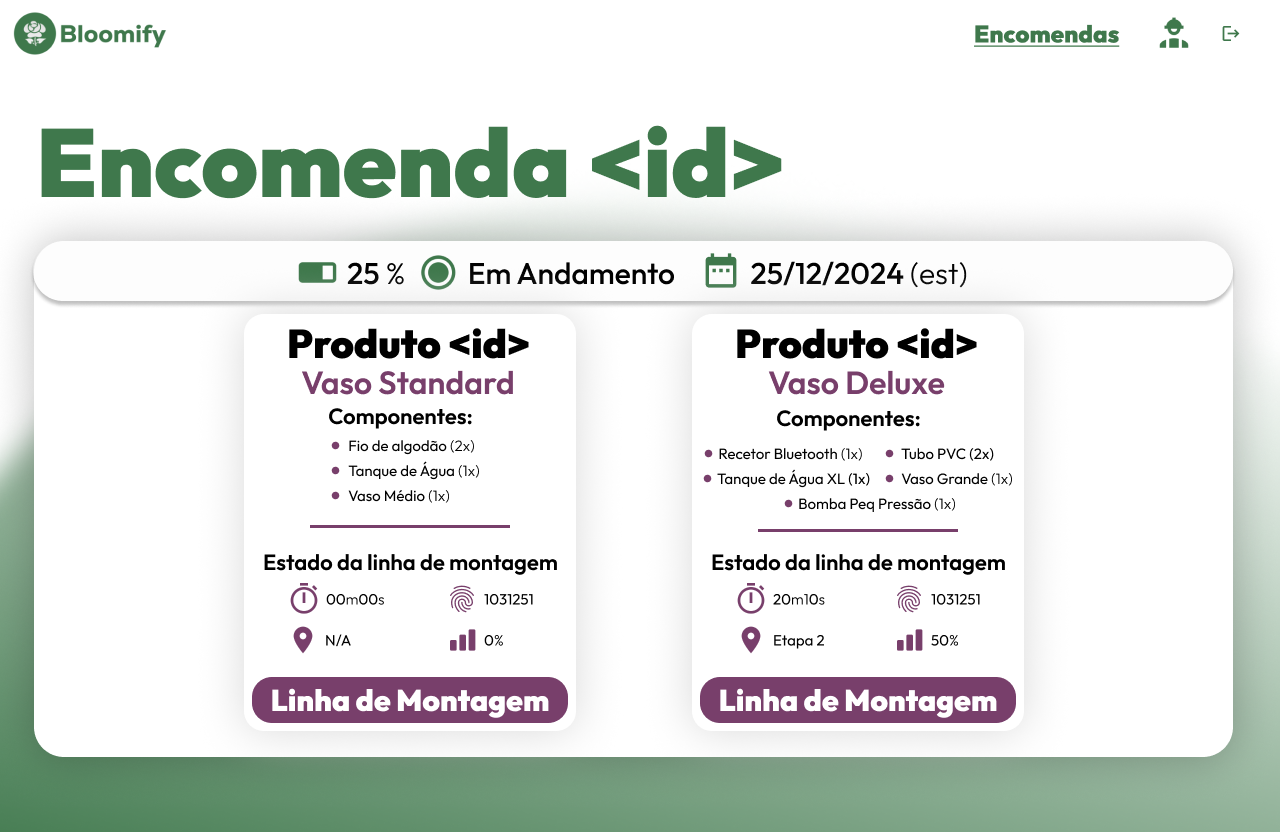 Bloomify
Encomendas
Encomenda <id>
25 % Em Andamento 25/12/2024 (est)
Produto <id>
Vaso Standard
Componentes:
Fio de algodão (2x)
Tanque de Água (1x)
Vaso Médio (1x)
Estado da linha de montagem
00m00s 1031251
N/A 0%
Linha de Montagem
Produto <id>
Vaso Deluxe
Componentes:
Recetor Bluetooth (1x) Tubo PVC (2x)
Tanque de Água XL (1x) Vaso Grande (1x)
Bomba Peq Pressão (1x)
Estado da linha de montagem
20m10s 1031251
Etapa 2 50%
Linha de Montagem